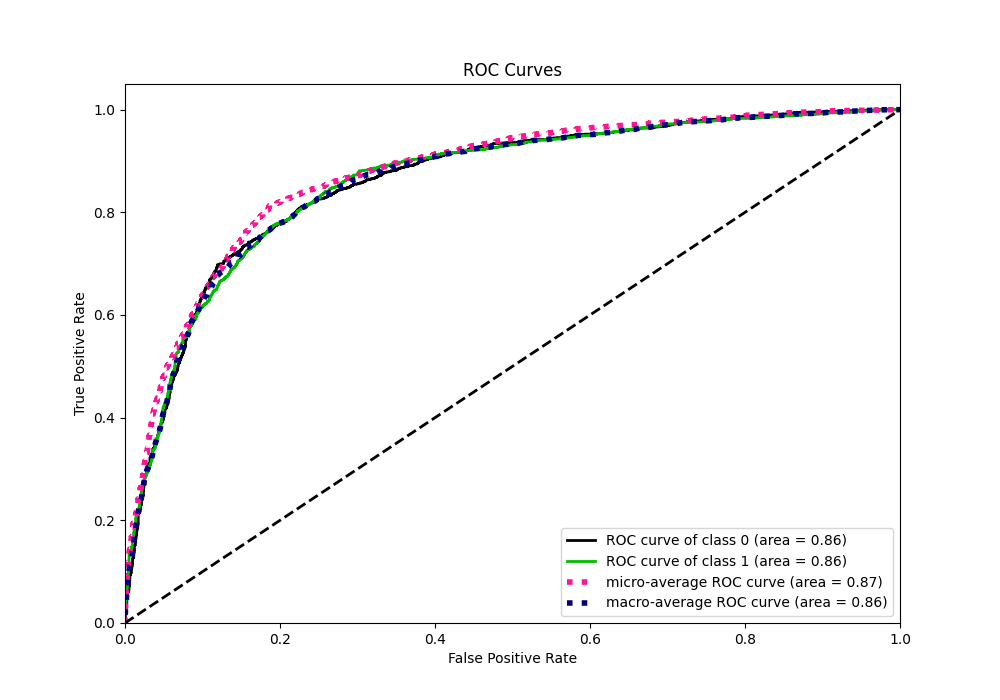 ROC Curves
1.0
0.8
0.6
0.4
0.2
0.0
True Positive Rate
ROC curve of class 0 (area = 0.86)
ROC curve of class 1 (area = 0.86)
micro-average ROC curve (area = 0.87)
macro-average ROC curve (area = 0.86)
0.0 0.2 0.4 0.6 0.8 1.0
False Positive Rate